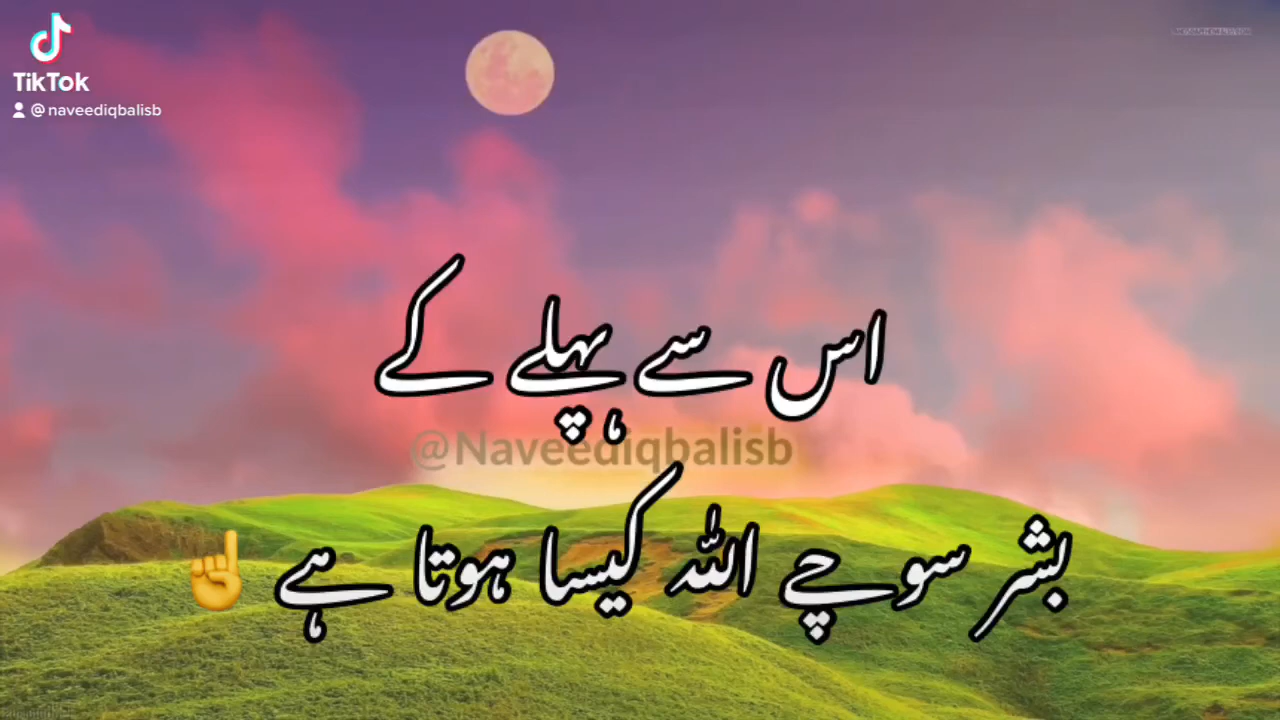 TikTok
@naveediqbalisb
اس سے پہلے کے
@Naveediqbalisb
بشر سوچے اللہ کیسا ہوتا ہے☝️